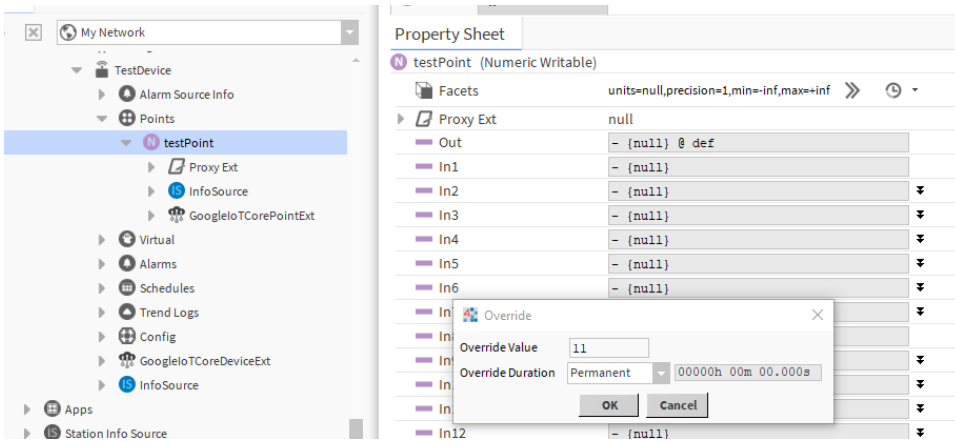 My Network
TestDevice
Alarm Source Info
Points
testPoint
Proxy Ext
InfoSource
GoogleIoTCorePointExt
Virtual
Alarms
Schedules
Trend Logs
Config
GoogleIoTCoreDeviceExt
InfoSource
Apps
Station Info Source
Property Sheet
testPoint (Numeric Writable)
Facets units=null,precision=1,min=-inf,max=+inf
Proxy Ext null
Out - {null} @ def
In1 - {null}
In2 - {null}
In3 - {null}
In4 - {null}
In5 - {null}
In6 - {null}
Override
Override Value 11
Override Duration Permanent 00000h 00m 00.000s
OK Cancel
In12 - {null}